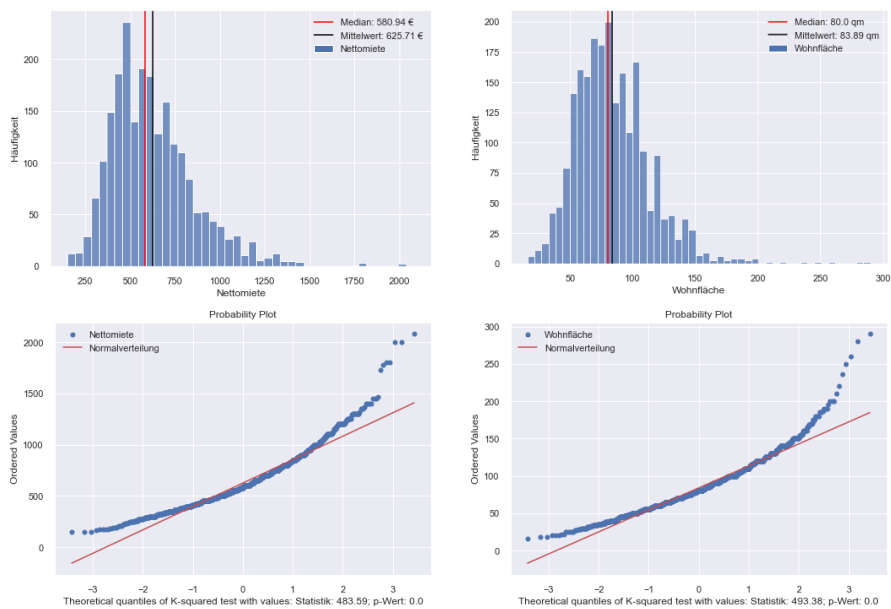 Median: 580.94 €
Mittelwert: 625.71 €
Nettomiete
Häufigkeit
200
150
100
50
0
250
500
750
1000
1250
1500
1750
2000
Nettomiete
Median: 80.0 qm
Mittelwert: 83.89 qm
Wohnfläche
Häufigkeit
200
175
150
125
100
75
50
25
0
50
100
150
200
250
300
Wohnfläche
Probability Plot
Nettomiete
Normalverteilung
Ordered Values
2000
1500
1000
500
0
−3
−2
−1
0
1
2
3
Theoretical quantiles of K-squared test with values: Statistik: 483.59; p-Wert: 0.0
Probability Plot
Wohnfläche
Normalverteilung
Ordered Values
300
250
200
150
100
50
0
−3
−2
−1
0
1
2
3
Theoretical quantiles of K-squared test with values: Statistik: 493.38; p-Wert: 0.0